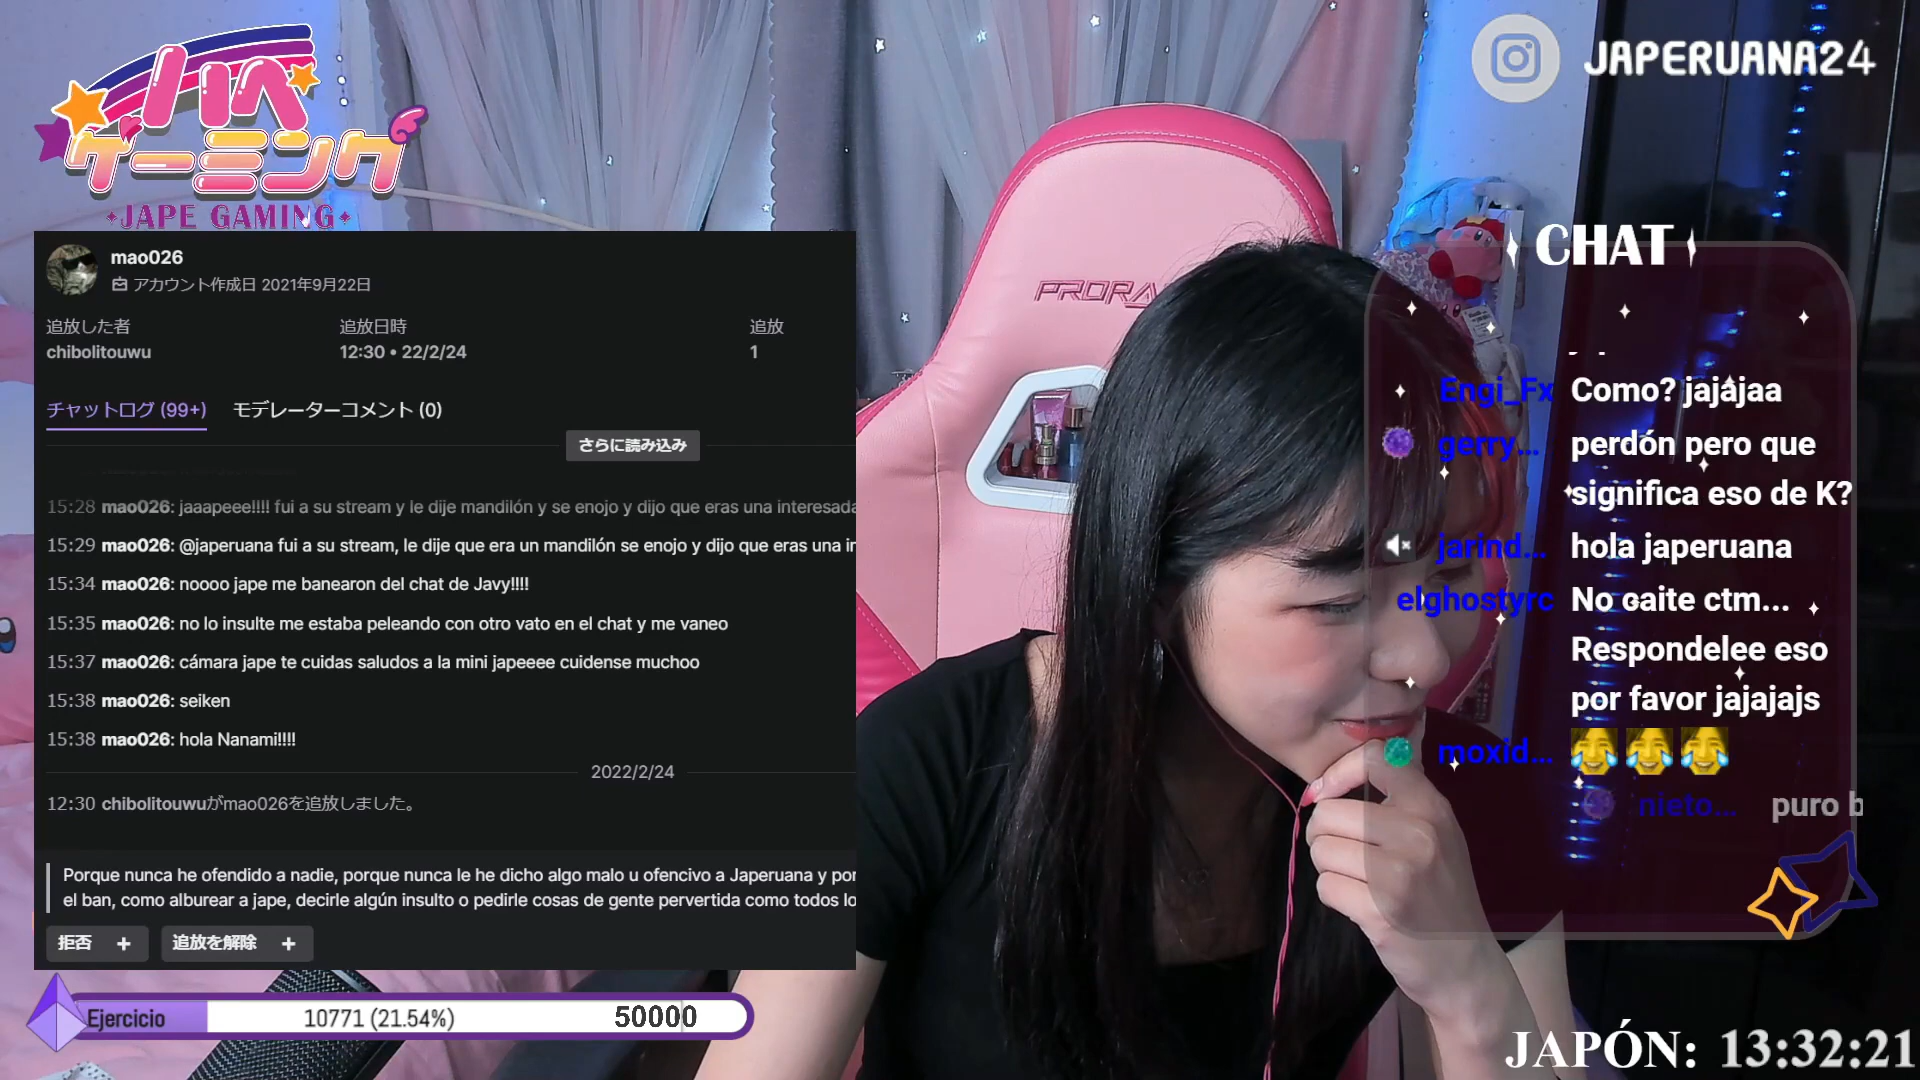 ハペ
ゲーミング
JAPE GAMING
JAPERUANA24
mao026
アカウント作成日 2021年9月22日
追放した者 追放日時 追放
chibolitouwu 12:30 • 22/2/24 1
チャットログ (99+) モデレーターコメント (0)
さらに読み込み
15:28 mao026: jaaapeee!!!! fui a su stream y le dije mandilón y se enojo y dijo que eras una interesada
15:29 mao026: @japeruana fui a su stream, le dije que era un mandilón se enojo y dijo que eras una
15:34 mao026: noooo jape me banearon del chat de Javy!!!!
15:35 mao026: no lo insulte me estaba peleando con otro vato en el chat y me vaneo
15:37 mao026: cámara jape te cuidas saludos a la mini japeeee cuidense muchoo
15:38 mao026: seiken
15:38 mao026: hola Nanami!!!!
2022/2/24
12:30 chibolitouwuがmao026を追放しました。
Porque nunca he ofendido a nadie, porque nunca le he dicho algo malo u ofencivo a Japeruana y por
el ban, como alburear a jape, decirle algún insulto o pedirle cosas de gente pervertida como todos lo
拒否 + 追放を解除 +
Ejercicio 10771 (21.54%) 50000
PRORA
CHAT
Engi_Fx Como? jajajaa
gerry... perdón pero que
significa eso de K?
jarind... hola japeruana
elghostyrc No caite ctm...
Respondelee eso
por favor jajajajs
moxid...
nieto... puro b
JAPÓN: 13:32:21